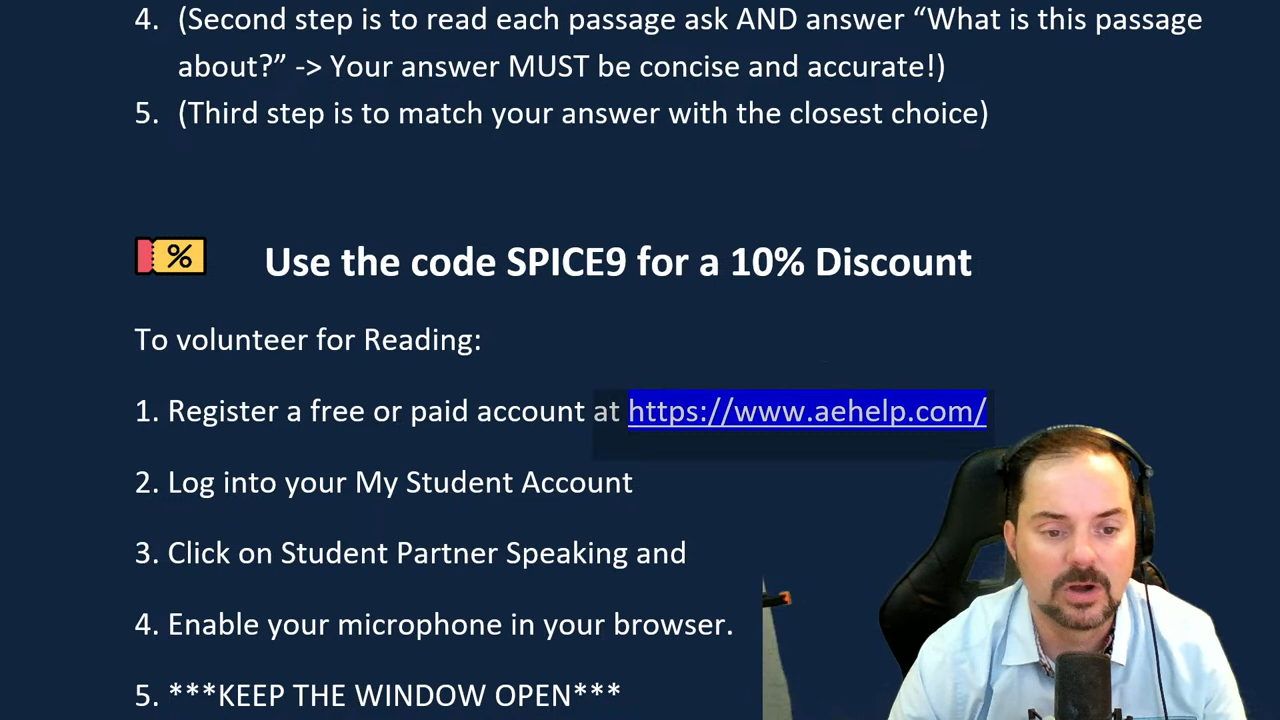 4. (Second step is to read each passage ask AND answer “What is this passage
about?” -> Your answer MUST be concise and accurate!)
5. (Third step is to match your answer with the closest choice)
%
Use the code SPICE9 for a 10% Discount
To volunteer for Reading:
1. Register a free or paid account at https://www.aehelp.com/
2. Log into your My Student Account
3. Click on Student Partner Speaking and
4. Enable your microphone in your browser.
5. ***KEEP THE WINDOW OPEN***